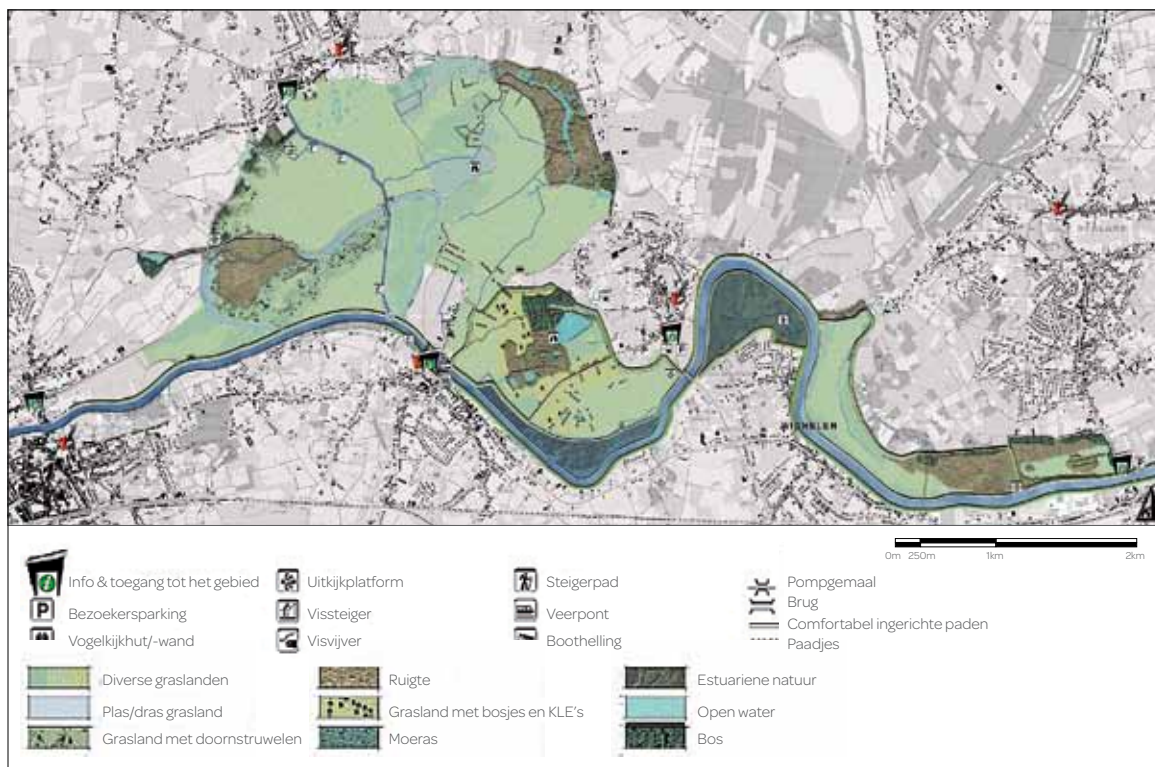 WICHELEN
0m 250m 1km 2km
Info & toegang tot het gebied
Uitkijkplatform
Steigerpad
Pompgemaal
P
Bezoekersparking
Vissteiger
Veerpont
Brug
Vogelkijkhut/-wand
Visvijver
Boothelling
Comfortabel ingerichte paden
Paadjes
Diverse graslanden
Ruigte
Estuariene natuur
Plas/dras grasland
Grasland met bosjes en KLE's
Open water
Grasland met doornstruwelen
Moeras
Bos